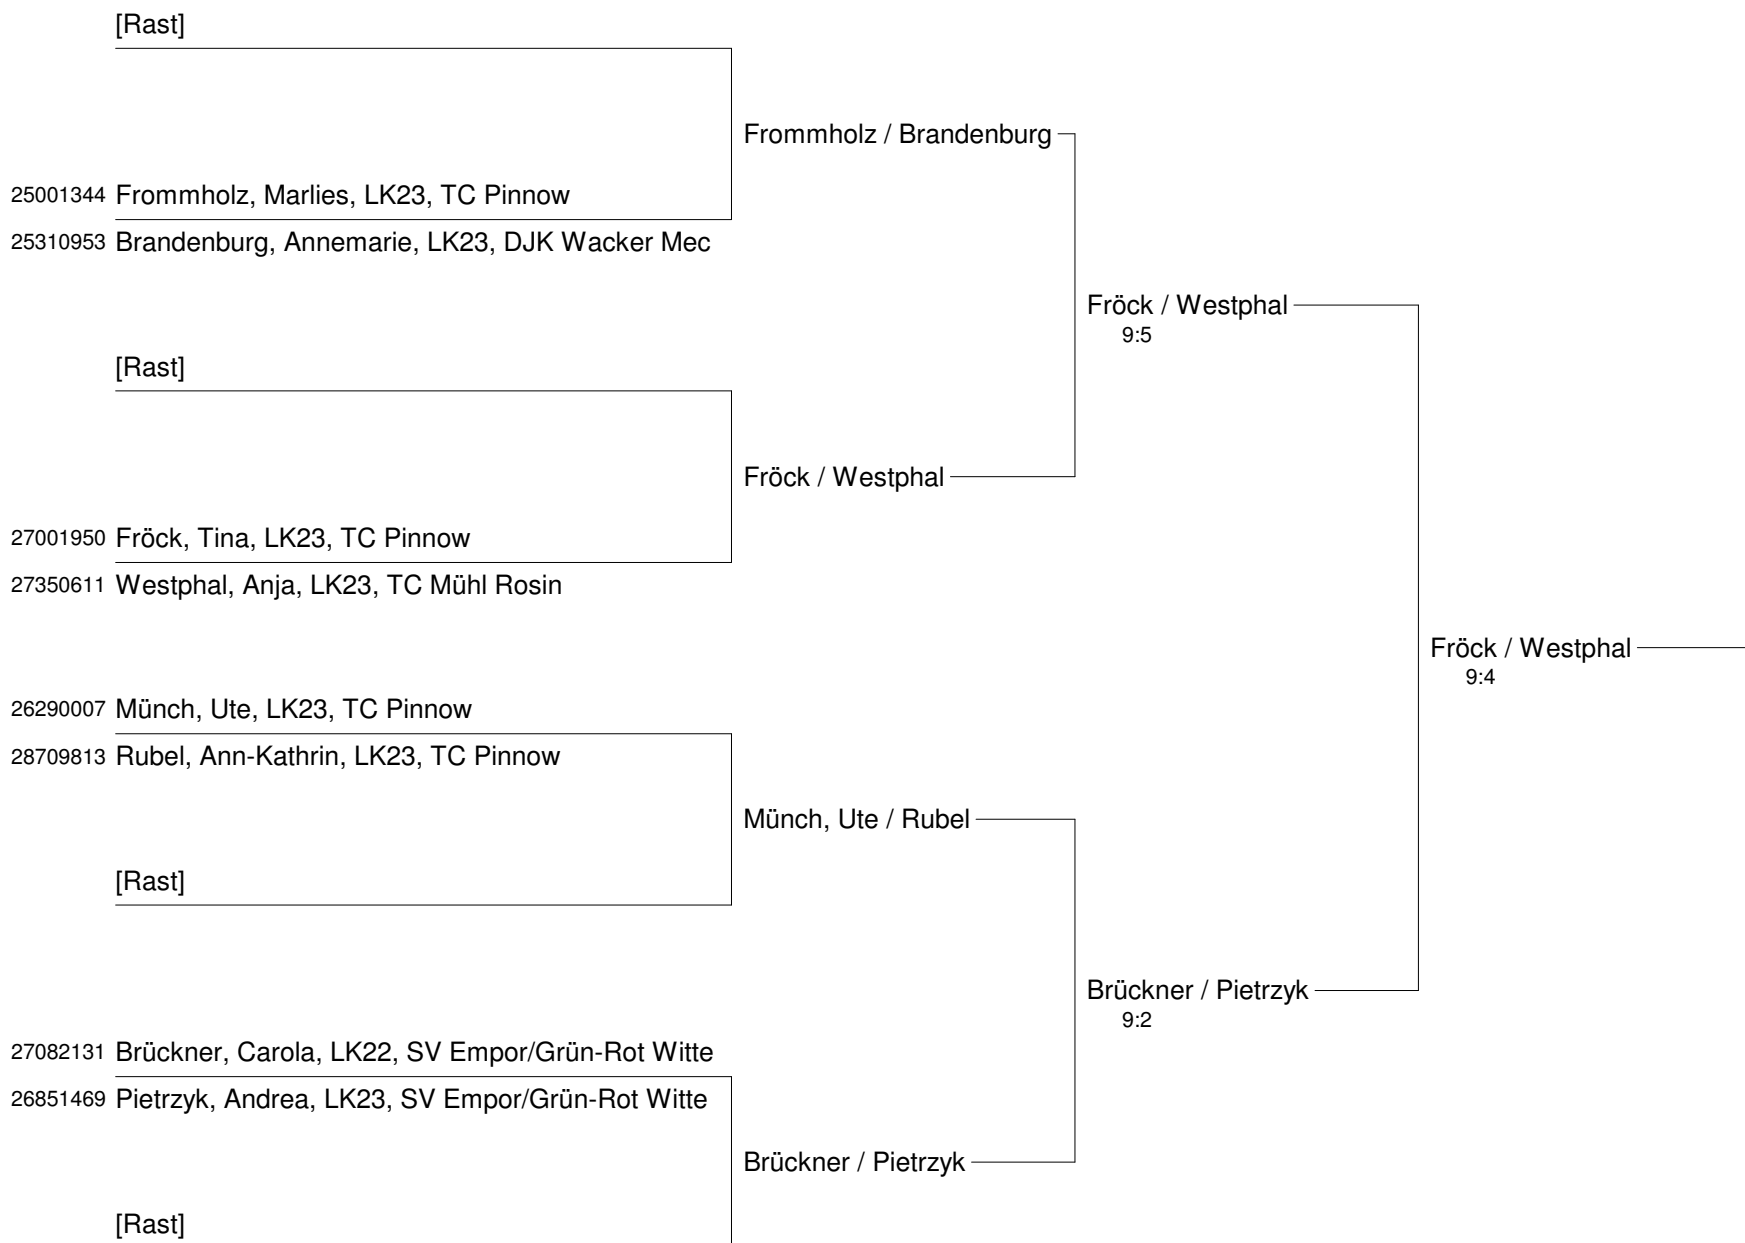 [Rast]
Frommholz / Brandenburg
25001344 Frommholz, Marlies, LK23, TC Pinnow
25310953 Brandenburg, Annemarie, LK23, DJK Wacker Mec
Fröck / Westphal
9:5
[Rast]
Fröck / Westphal
27001950 Fröck, Tina, LK23, TC Pinnow
27350611 Westphal, Anja, LK23, TC Mühl Rosin
Fröck / Westphal
9:4
26290007 Münch, Ute, LK23, TC Pinnow
28709813 Rubel, Ann-Kathrin, LK23, TC Pinnow
Münch, Ute / Rubel
[Rast]
Brückner / Pietrzyk
9:2
27082131 Brückner, Carola, LK22, SV Empor/Grün-Rot Witte
26851469 Pietrzyk, Andrea, LK23, SV Empor/Grün-Rot Witte
Brückner / Pietrzyk
[Rast]